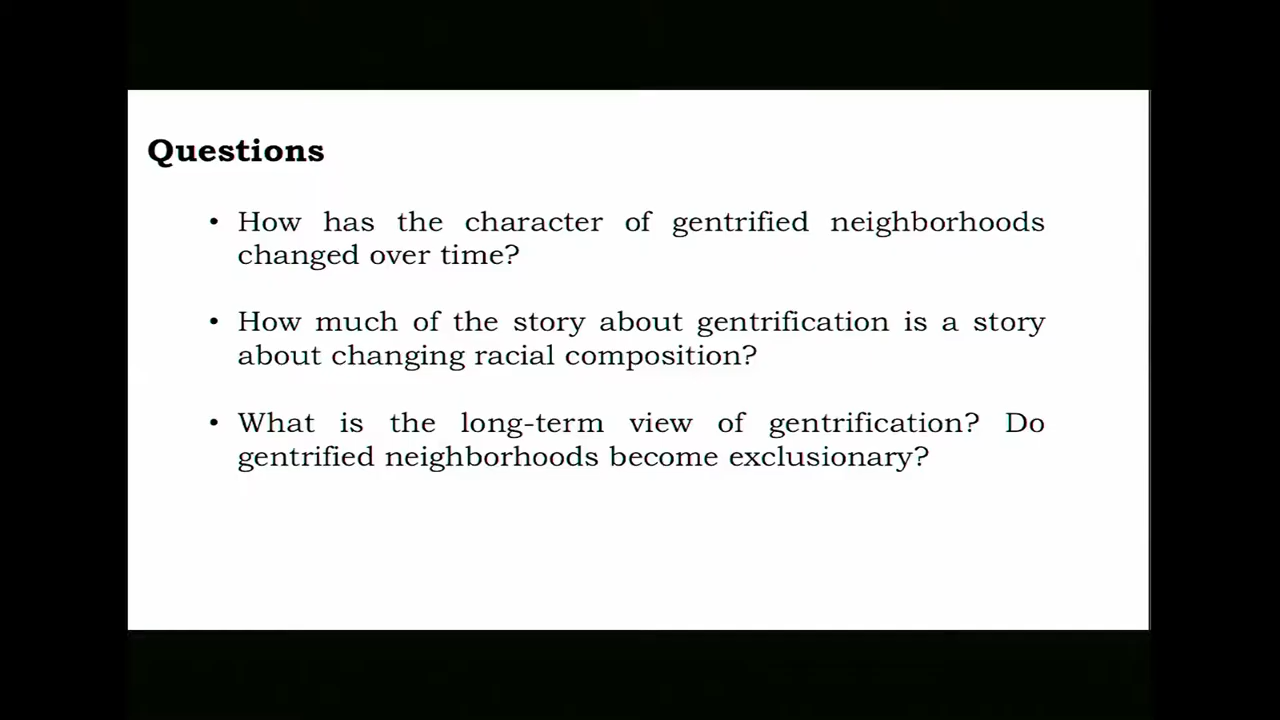 Questions
• How has the character of gentrified neighborhoods
changed over time?
• How much of the story about gentrification is a story
about changing racial composition?
• What is the long-term view of gentrification? Do
gentrified neighborhoods become exclusionary?